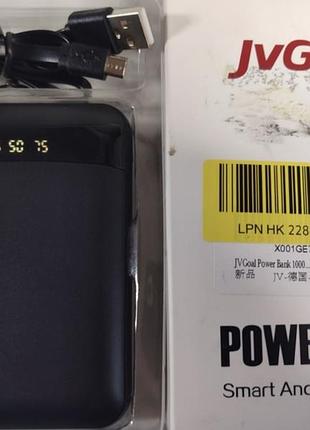 50 75
JvG
LPN HK 228
X001GE
JVGoal Power Bank 1000...
新品 JV-德国-
POWE
Smart And